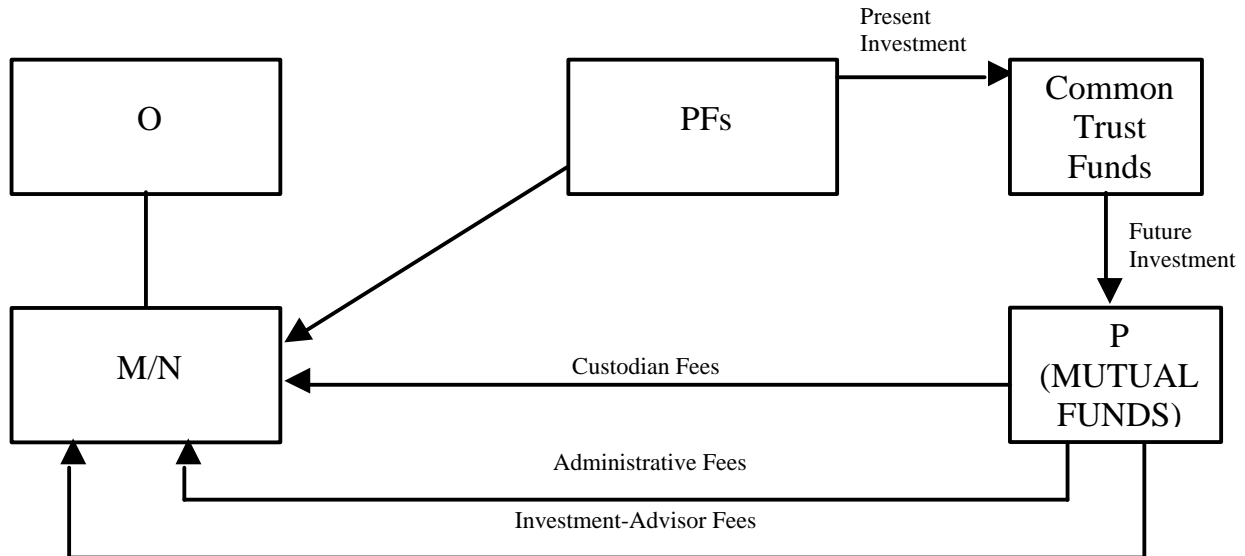 Present
Investment
O
PFs
Common
Trust
Funds
Future
Investment
M/N
Custodian Fees
P
(MUTUAL
FUNDS)
Administrative Fees
Investment-Advisor Fees